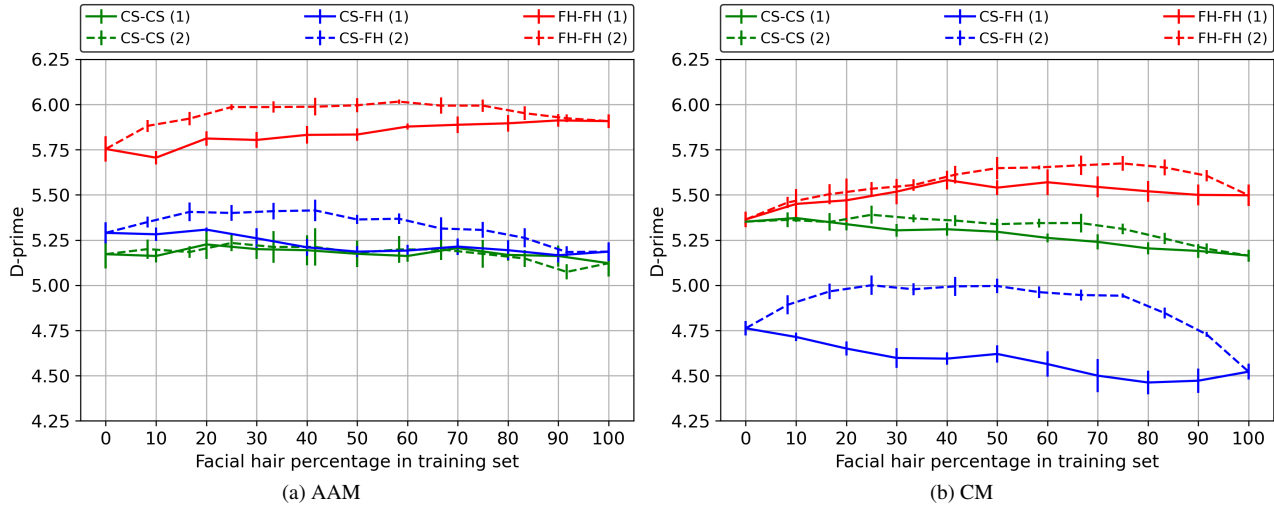 CS-CS (1) CS-FH (1) FH-FH (1)
CS-CS (2) CS-FH (2) FH-FH (2)
6.25
6.00
5.75
5.50
5.25
5.00
4.75
4.50
4.25
D-prime
0 10 20 30 40 50 60 70 80 90 100
Facial hair percentage in training set
(a) AAM
CS-CS (1) CS-FH (1) FH-FH (1)
CS-CS (2) CS-FH (2) FH-FH (2)
6.25
6.00
5.75
5.50
5.25
5.00
4.75
4.50
4.25
D-prime
0 10 20 30 40 50 60 70 80 90 100
Facial hair percentage in training set
(b) CM